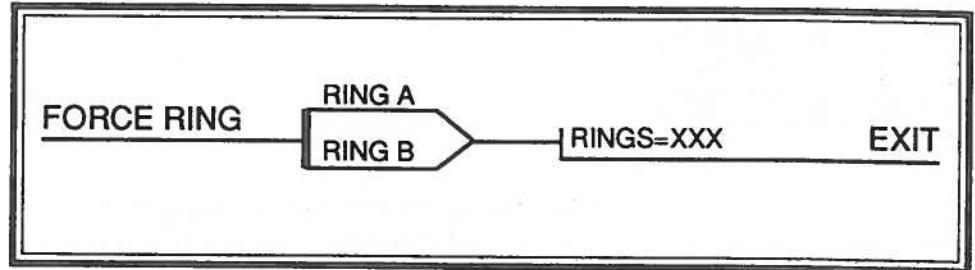 FORCE RING
RING A
RING B
RINGS=XXX
EXIT